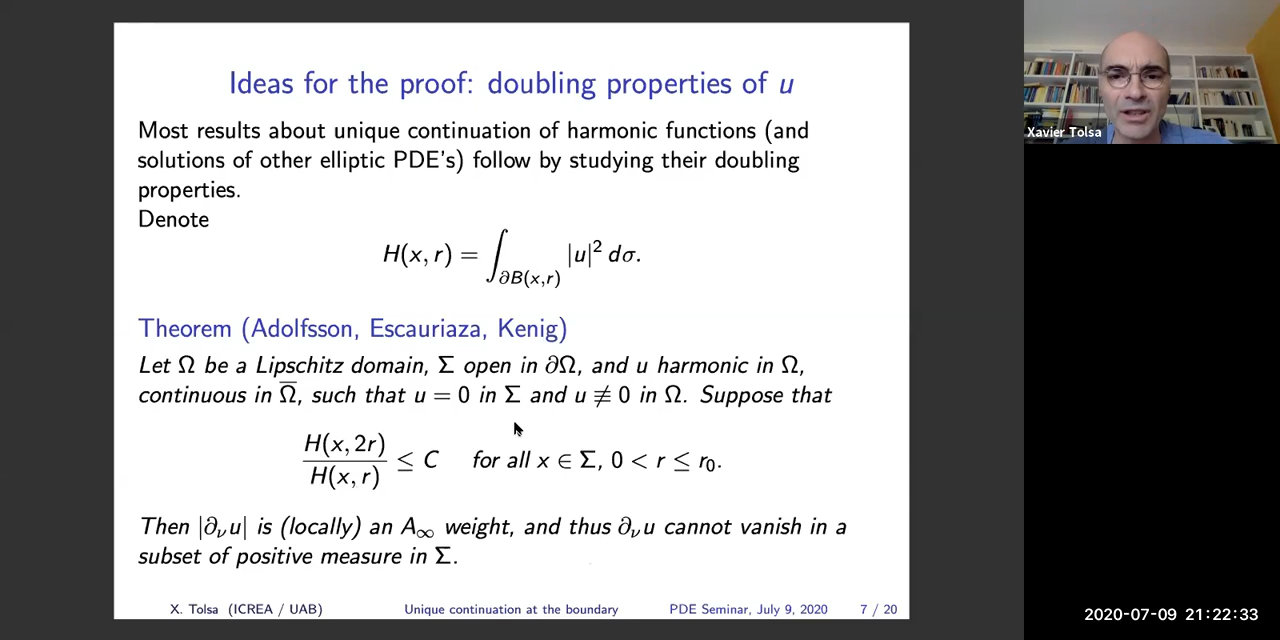 Ideas for the proof: doubling properties of u
Most results about unique continuation of harmonic functions (and
solutions of other elliptic PDE's) follow by studying their doubling
properties.
Denote
H(x, r) = ∫_{∂B(x,r)} |u|² dσ.
Theorem (Adolfsson, Escauriaza, Kenig)
Let Ω be a Lipschitz domain, Σ open in ∂Ω, and u harmonic in Ω,
continuous in Ω̅, such that u = 0 in Σ and u ≢ 0 in Ω. Suppose that
H(x, 2r)/H(x, r) ≤ C for all x ∈ Σ, 0 < r ≤ r₀.
Then |∂_ν u| is (locally) an A_∞ weight, and thus ∂_ν u cannot vanish in a
subset of positive measure in Σ.
X. Tolsa (ICREA / UAB) Unique continuation at the boundary PDE Seminar, July 9, 2020 7 / 20
Xavier Tolsa
2020-07-09 21:22:33